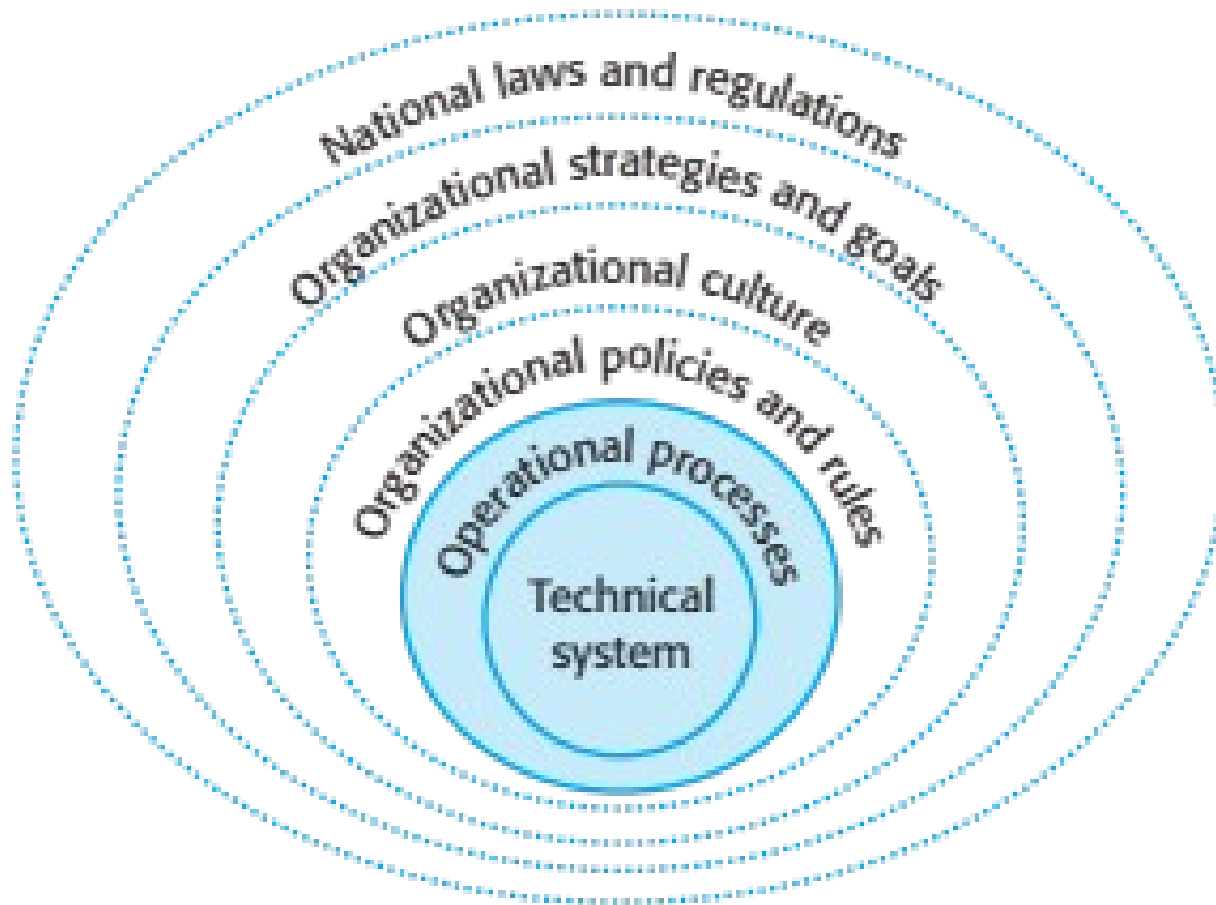 National laws and regulations
Organizational strategies and goals
Organizational culture
Organizational policies and rules
Operational processes
Technical
system